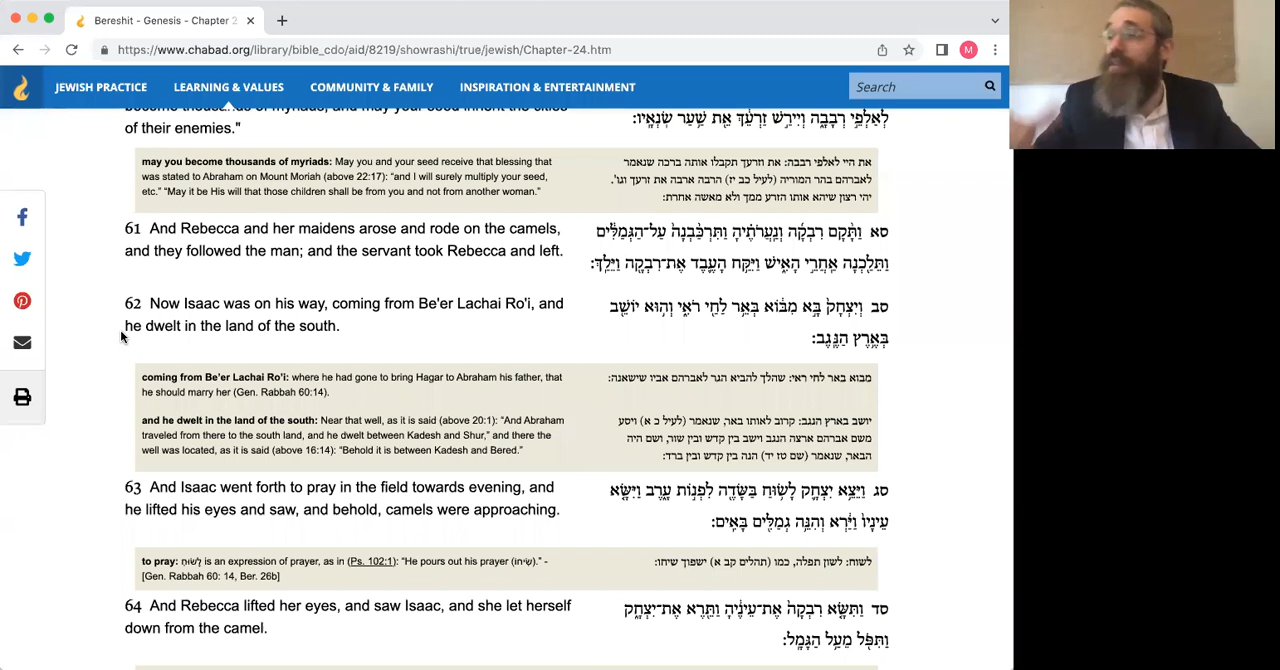 Bereshit - Genesis - Chapter 2
https://www.chabad.org/library/bible_cdo/aid/8219/showrashi/true/jewish/Chapter-24.htm
M
JEWISH PRACTICE LEARNING & VALUES COMMUNITY & FAMILY INSPIRATION & ENTERTAINMENT Search
become thousands of myriads, and may your seed inherit the cities
of their enemies."
לְאַלְפֵ֣י רְבָבָ֑ה וְיִירַ֣שׁ זַרְעֵ֔ךְ אֵ֖ת שַׁ֥עַר שֹׂנְאָֽיו:
may you become thousands of myriads: May you and your seed receive that blessing that
was stated to Abraham on Mount Moriah (above 22:17): “and I will surely multiply your seed,
etc.” “May it be His will that those children shall be from you and not from another woman.”
את היי לאלפי רבבה: את וזרעך תקבלו אותה ברכה שנאמר
לאברהם בהר המוריה (לעיל כב יז) הרבה ארבה את זרעך וגו'.
יהי רצון שיהא אותו הזרע ממך ולא מאשה אחרת:
61 And Rebecca and her maidens arose and rode on the camels,
and they followed the man; and the servant took Rebecca and left.
סא וַתָּ֨קָם רִבְקָ֜ה וְנַֽעֲרֹתֶ֗יהָ וַתִּרְכַּ֨בְנָה֙ עַל־הַגְּמַלִּ֔ים
וַתֵּלַ֖כְנָה אַֽחֲרֵ֣י הָאִ֑ישׁ וַיִּקַּ֥ח הָעֶ֛בֶד אֶת־רִבְקָ֖ה וַיֵּלַֽךְ:
62 Now Isaac was on his way, coming from Be'er Lachai Ro'i, and
he dwelt in the land of the south.
סב וְיִצְחָק֙ בָּ֣א מִבּ֔וֹא בְּאֵ֥ר לַחַ֖י רֹאִ֑י וְה֥וּא יוֹשֵׁ֖ב
בְּאֶ֥רֶץ הַנֶּֽגֶב:
coming from Be’er Lachai Ro’i: where he had gone to bring Hagar to Abraham his father, that
he should marry her (Gen. Rabbah 60:14).
מבוא באר לחי ראי: שהלך להביא הגר לאברהם אביו שישאנה:
and he dwelt in the land of the south: Near that well, as it is said (above 20:1): “And Abraham
traveled from there to the south land, and he dwelt between Kadesh and Shur,” and there the
well was located, as it is said (above 16:14): “Behold it is between Kadesh and Bered.”
יושב בארץ הנגב: קרוב לאותו באר, שנאמר (לעיל כ א) ויסע
משם אברהם ארצה הנגב וישב בין קדש ובין שור, ושם היה
הבאר, שנאמר (שם טז יד) הנה בין קדש ובין ברד:
63 And Isaac went forth to pray in the field towards evening, and
he lifted his eyes and saw, and behold, camels were approaching.
סג וַיֵּצֵ֥א יִצְחָ֛ק לָשׂ֥וּחַ בַּשָּׂדֶ֖ה לִפְנ֣וֹת עָ֑רֶב וַיִּשָּׂ֤א
עֵינָיו֙ וַיַּ֔רְא וְהִנֵּ֥ה גְמַלִּ֖ים בָּאִֽים:
to pray: לָשׂוּחַ is an expression of prayer, as in (Ps. 102:1): “He pours out his prayer (שִׂיחוֹ).” -
[Gen. Rabbah 60: 14, Ber. 26b]
לשוח: לשון תפלה, כמו (תהלים קב א) ישפוך שיחו:
64 And Rebecca lifted her eyes, and saw Isaac, and she let herself
down from the camel.
סד וַתִּשָּׂ֤א רִבְקָה֙ אֶת־עֵינֶ֔יהָ וַתֵּ֖רֶא אֶת־יִצְחָ֑ק
וַתִּפֹּ֖ל מֵעַ֥ל הַגָּמָֽל: